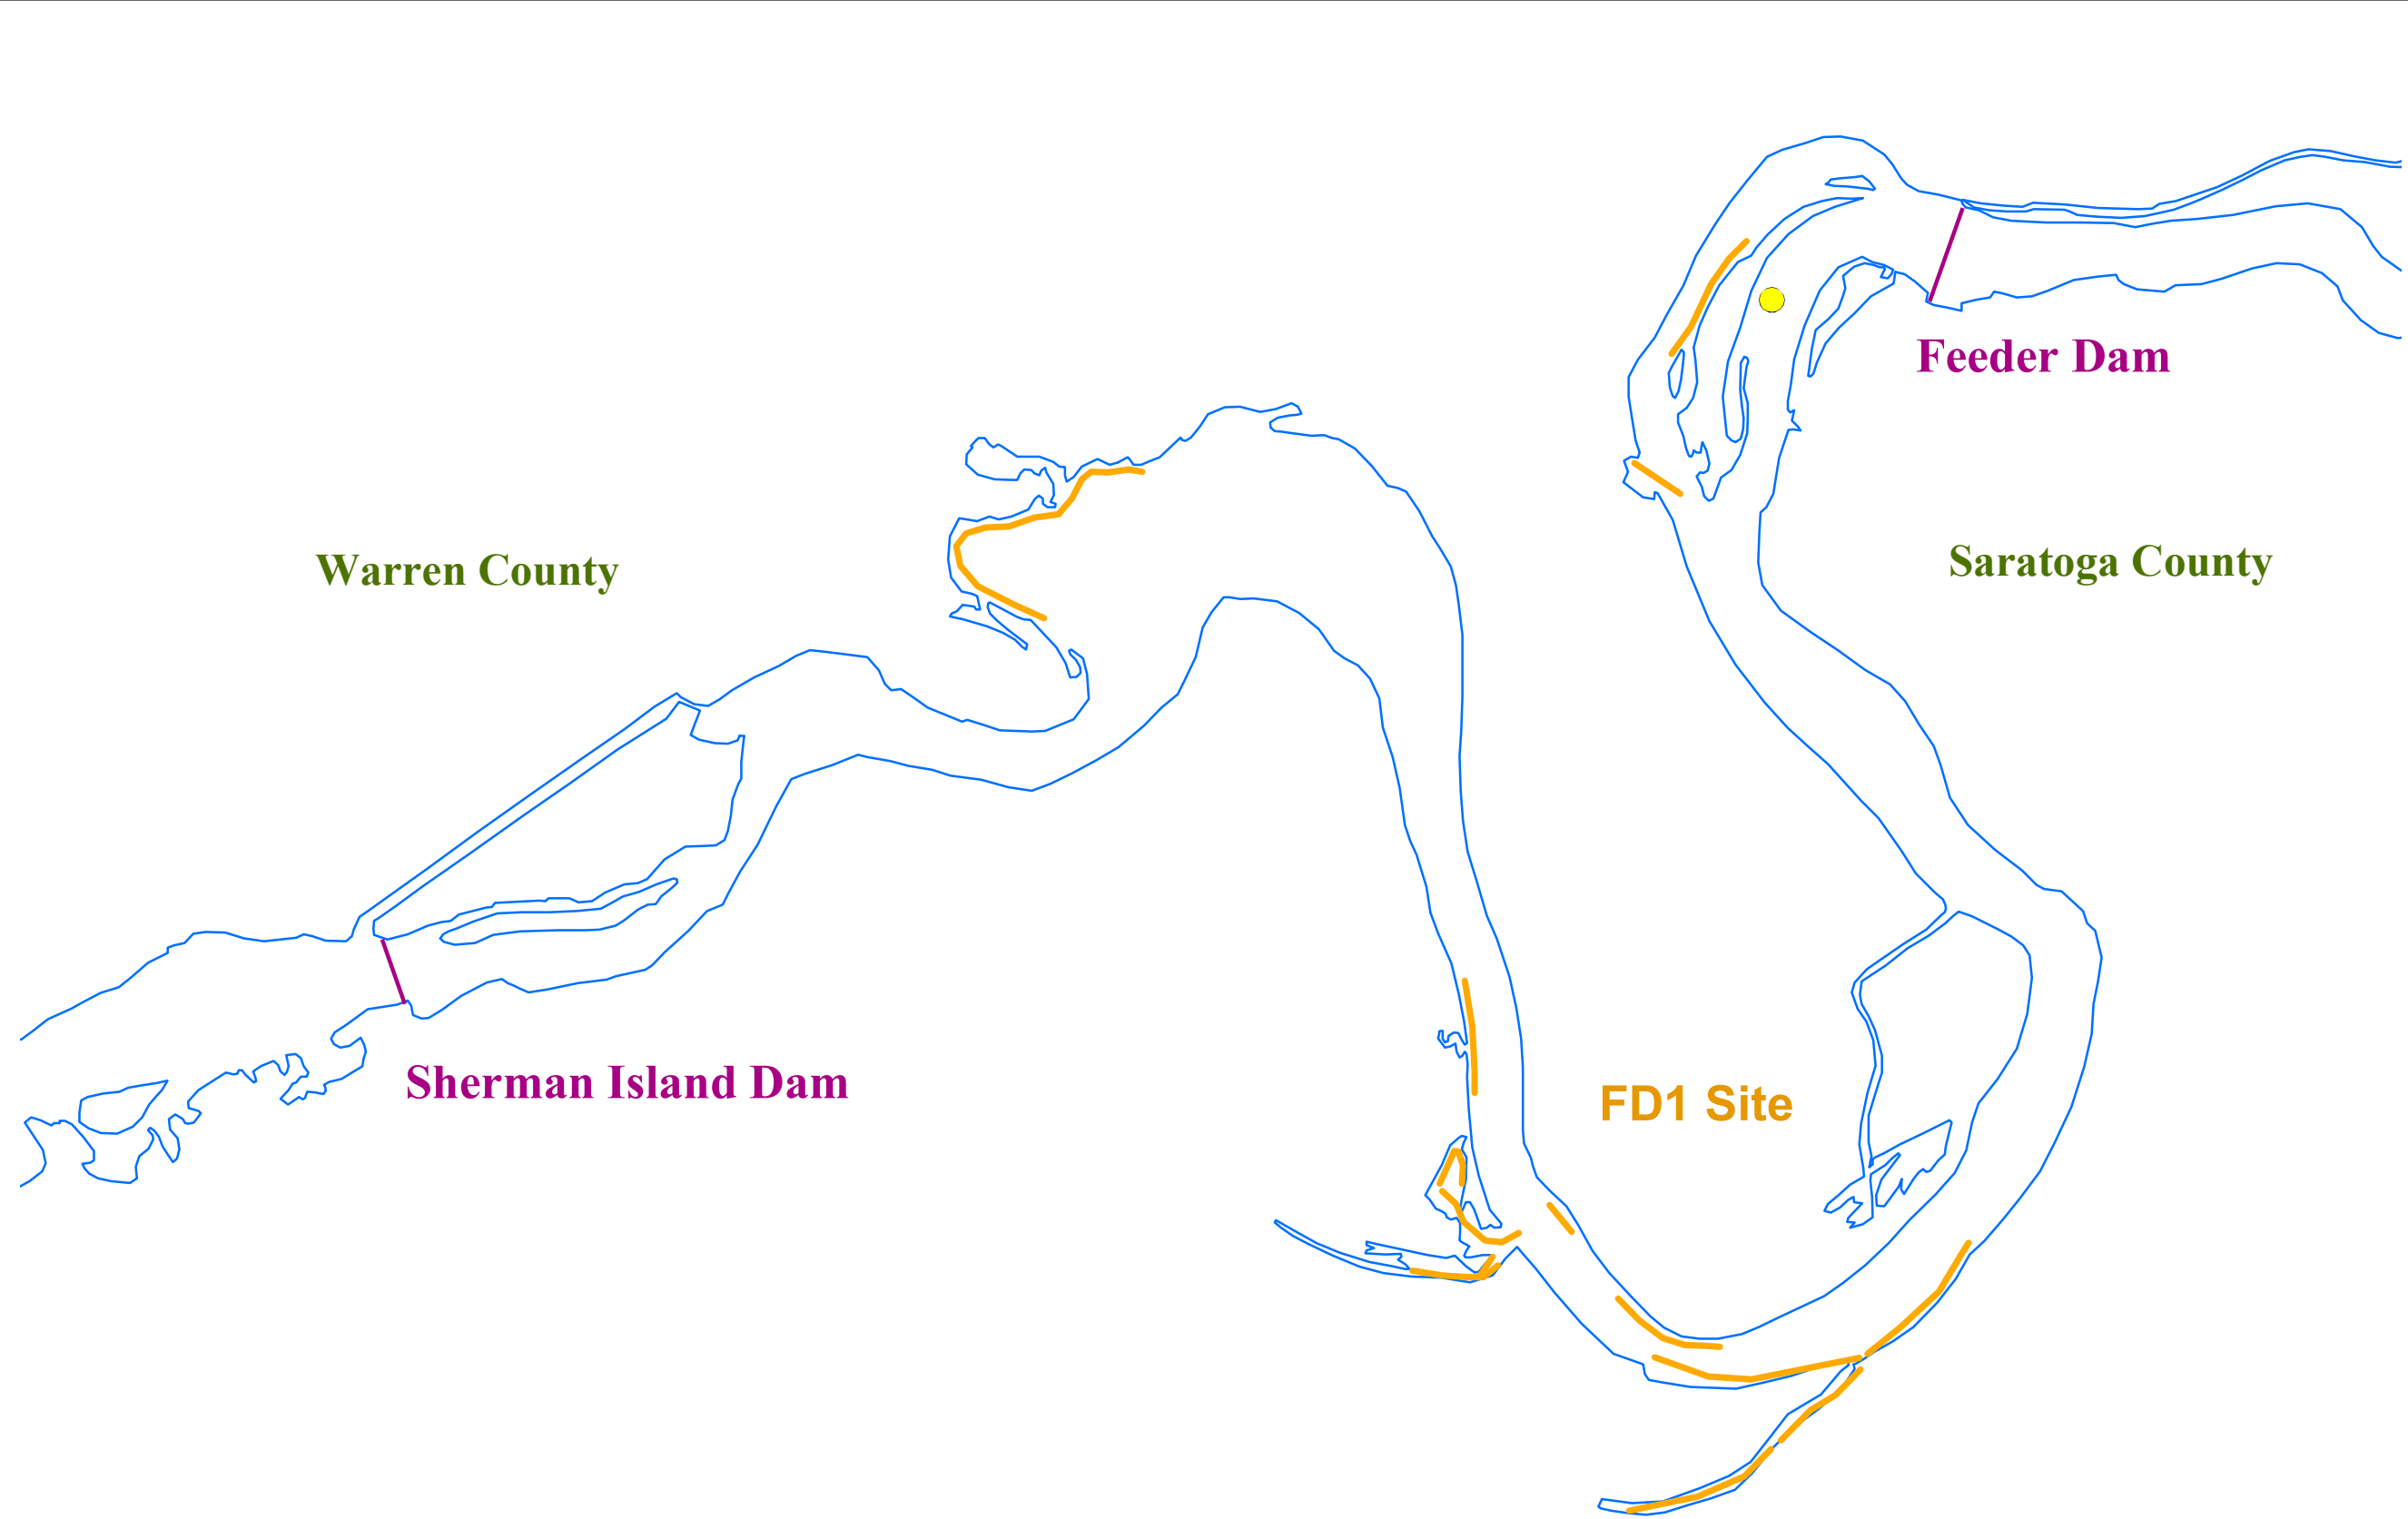 Feeder Dam
Warren County
Saratoga County
Sherman Island Dam
FD1 Site